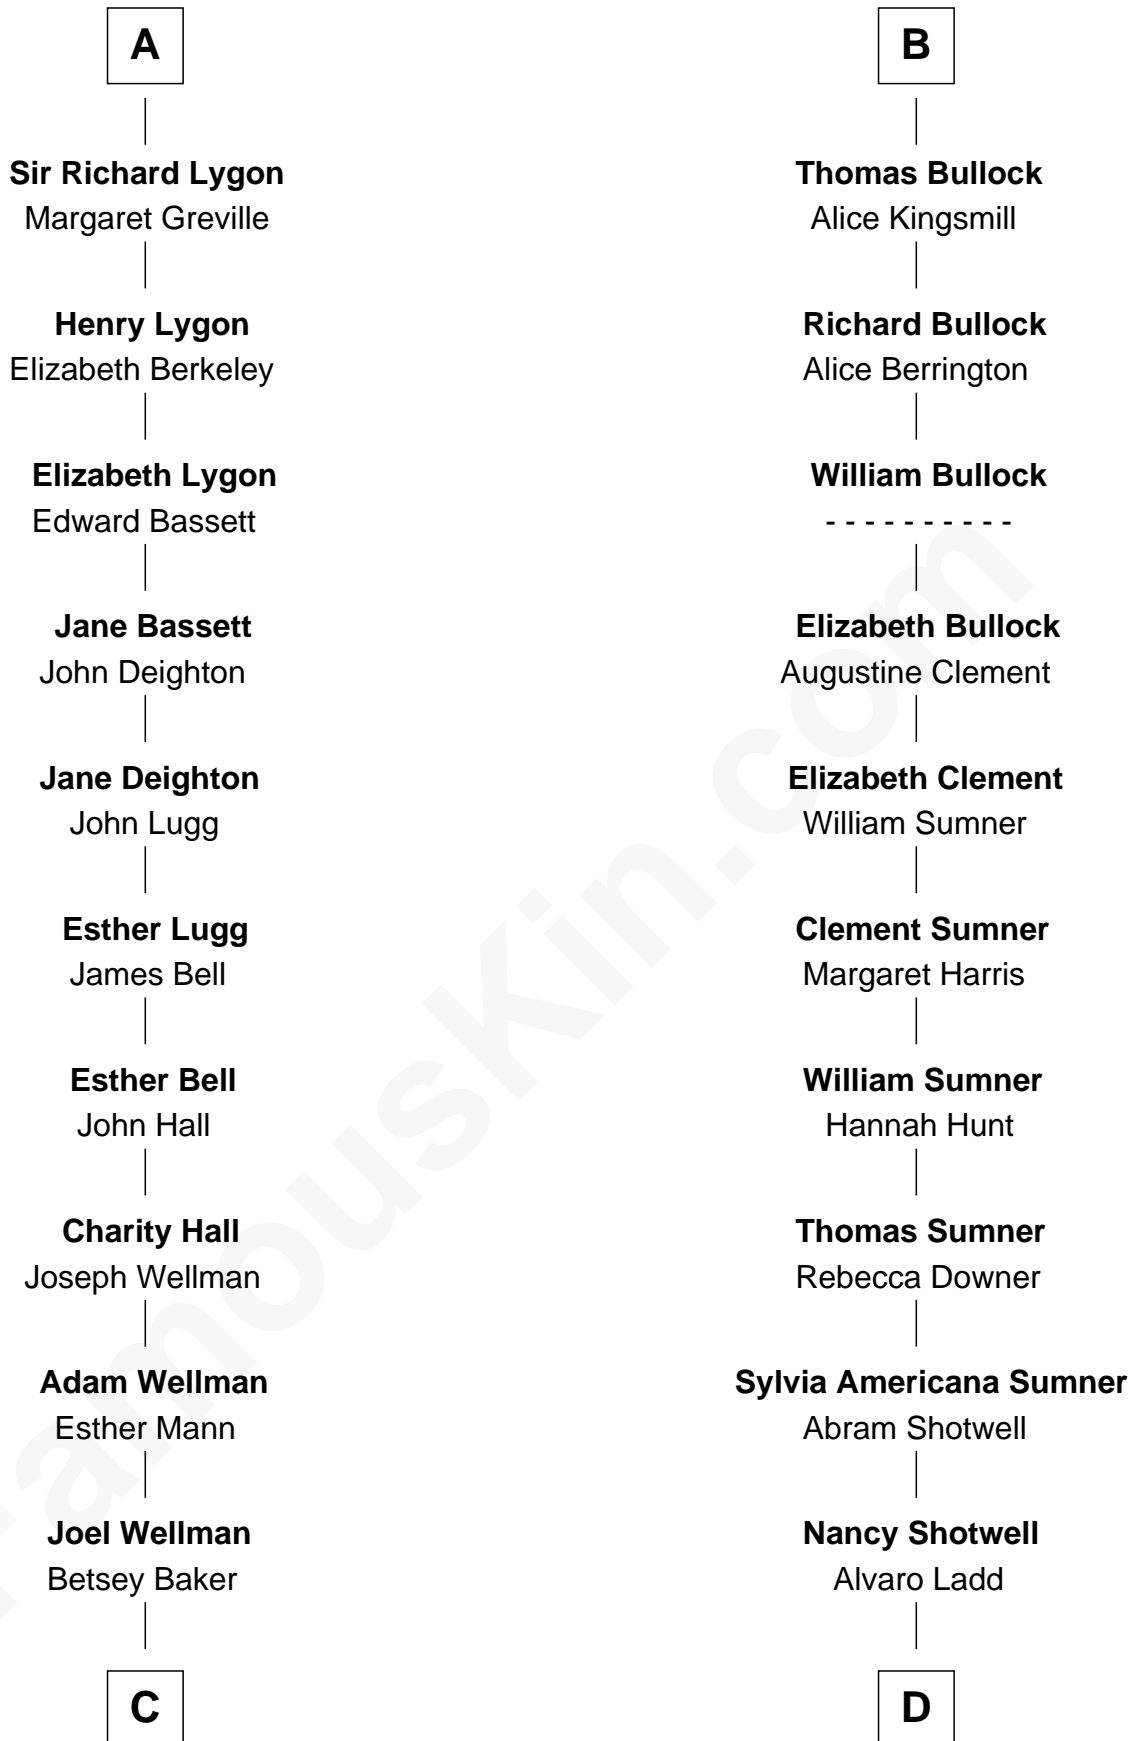 A
Sir Richard Lygon
Margaret Greville
Henry Lygon
Elizabeth Berkeley
Elizabeth Lygon
Edward Bassett
Jane Bassett
John Deighton
Jane Deighton
John Lugg
Esther Lugg
James Bell
Esther Bell
John Hall
Charity Hall
Joseph Wellman
Adam Wellman
Esther Mann
Joel Wellman
Betsey Baker
C
B
Thomas Bullock
Alice Kingsmill
Richard Bullock
Alice Berrington
William Bullock
- - - - - - - - - -
Elizabeth Bullock
Augustine Clement
Elizabeth Clement
William Sumner
Clement Sumner
Margaret Harris
William Sumner
Hannah Hunt
Thomas Sumner
Rebecca Downer
Sylvia Americana Sumner
Abram Shotwell
Nancy Shotwell
Alvaro Ladd
D
FamousKin.com